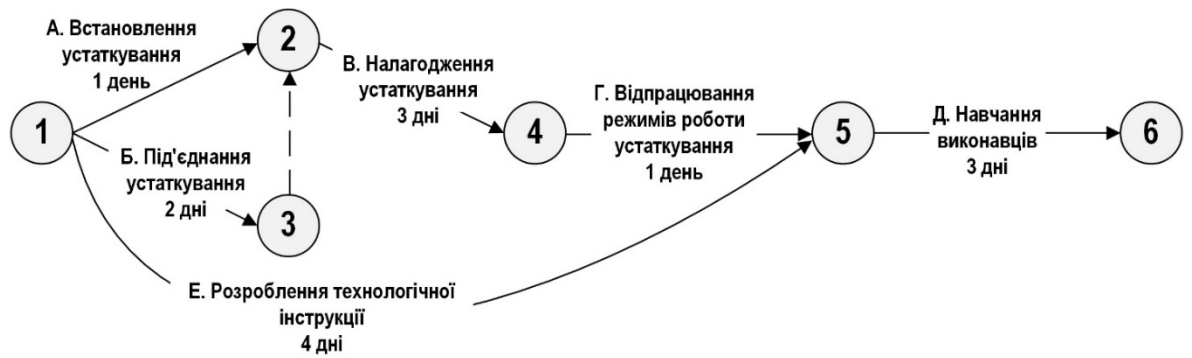 А. Встановлення
устаткування
1 день
2
В. Налагодження
устаткування
3 дні
Г. Відпрацювання
режимів роботи
устаткування
1 день
Д. Навчання
виконавців
3 дні
1
4
5
6
Б. Під'єднання
устаткування
2 дні
3
Е. Розроблення технологічної
інструкції
4 дні